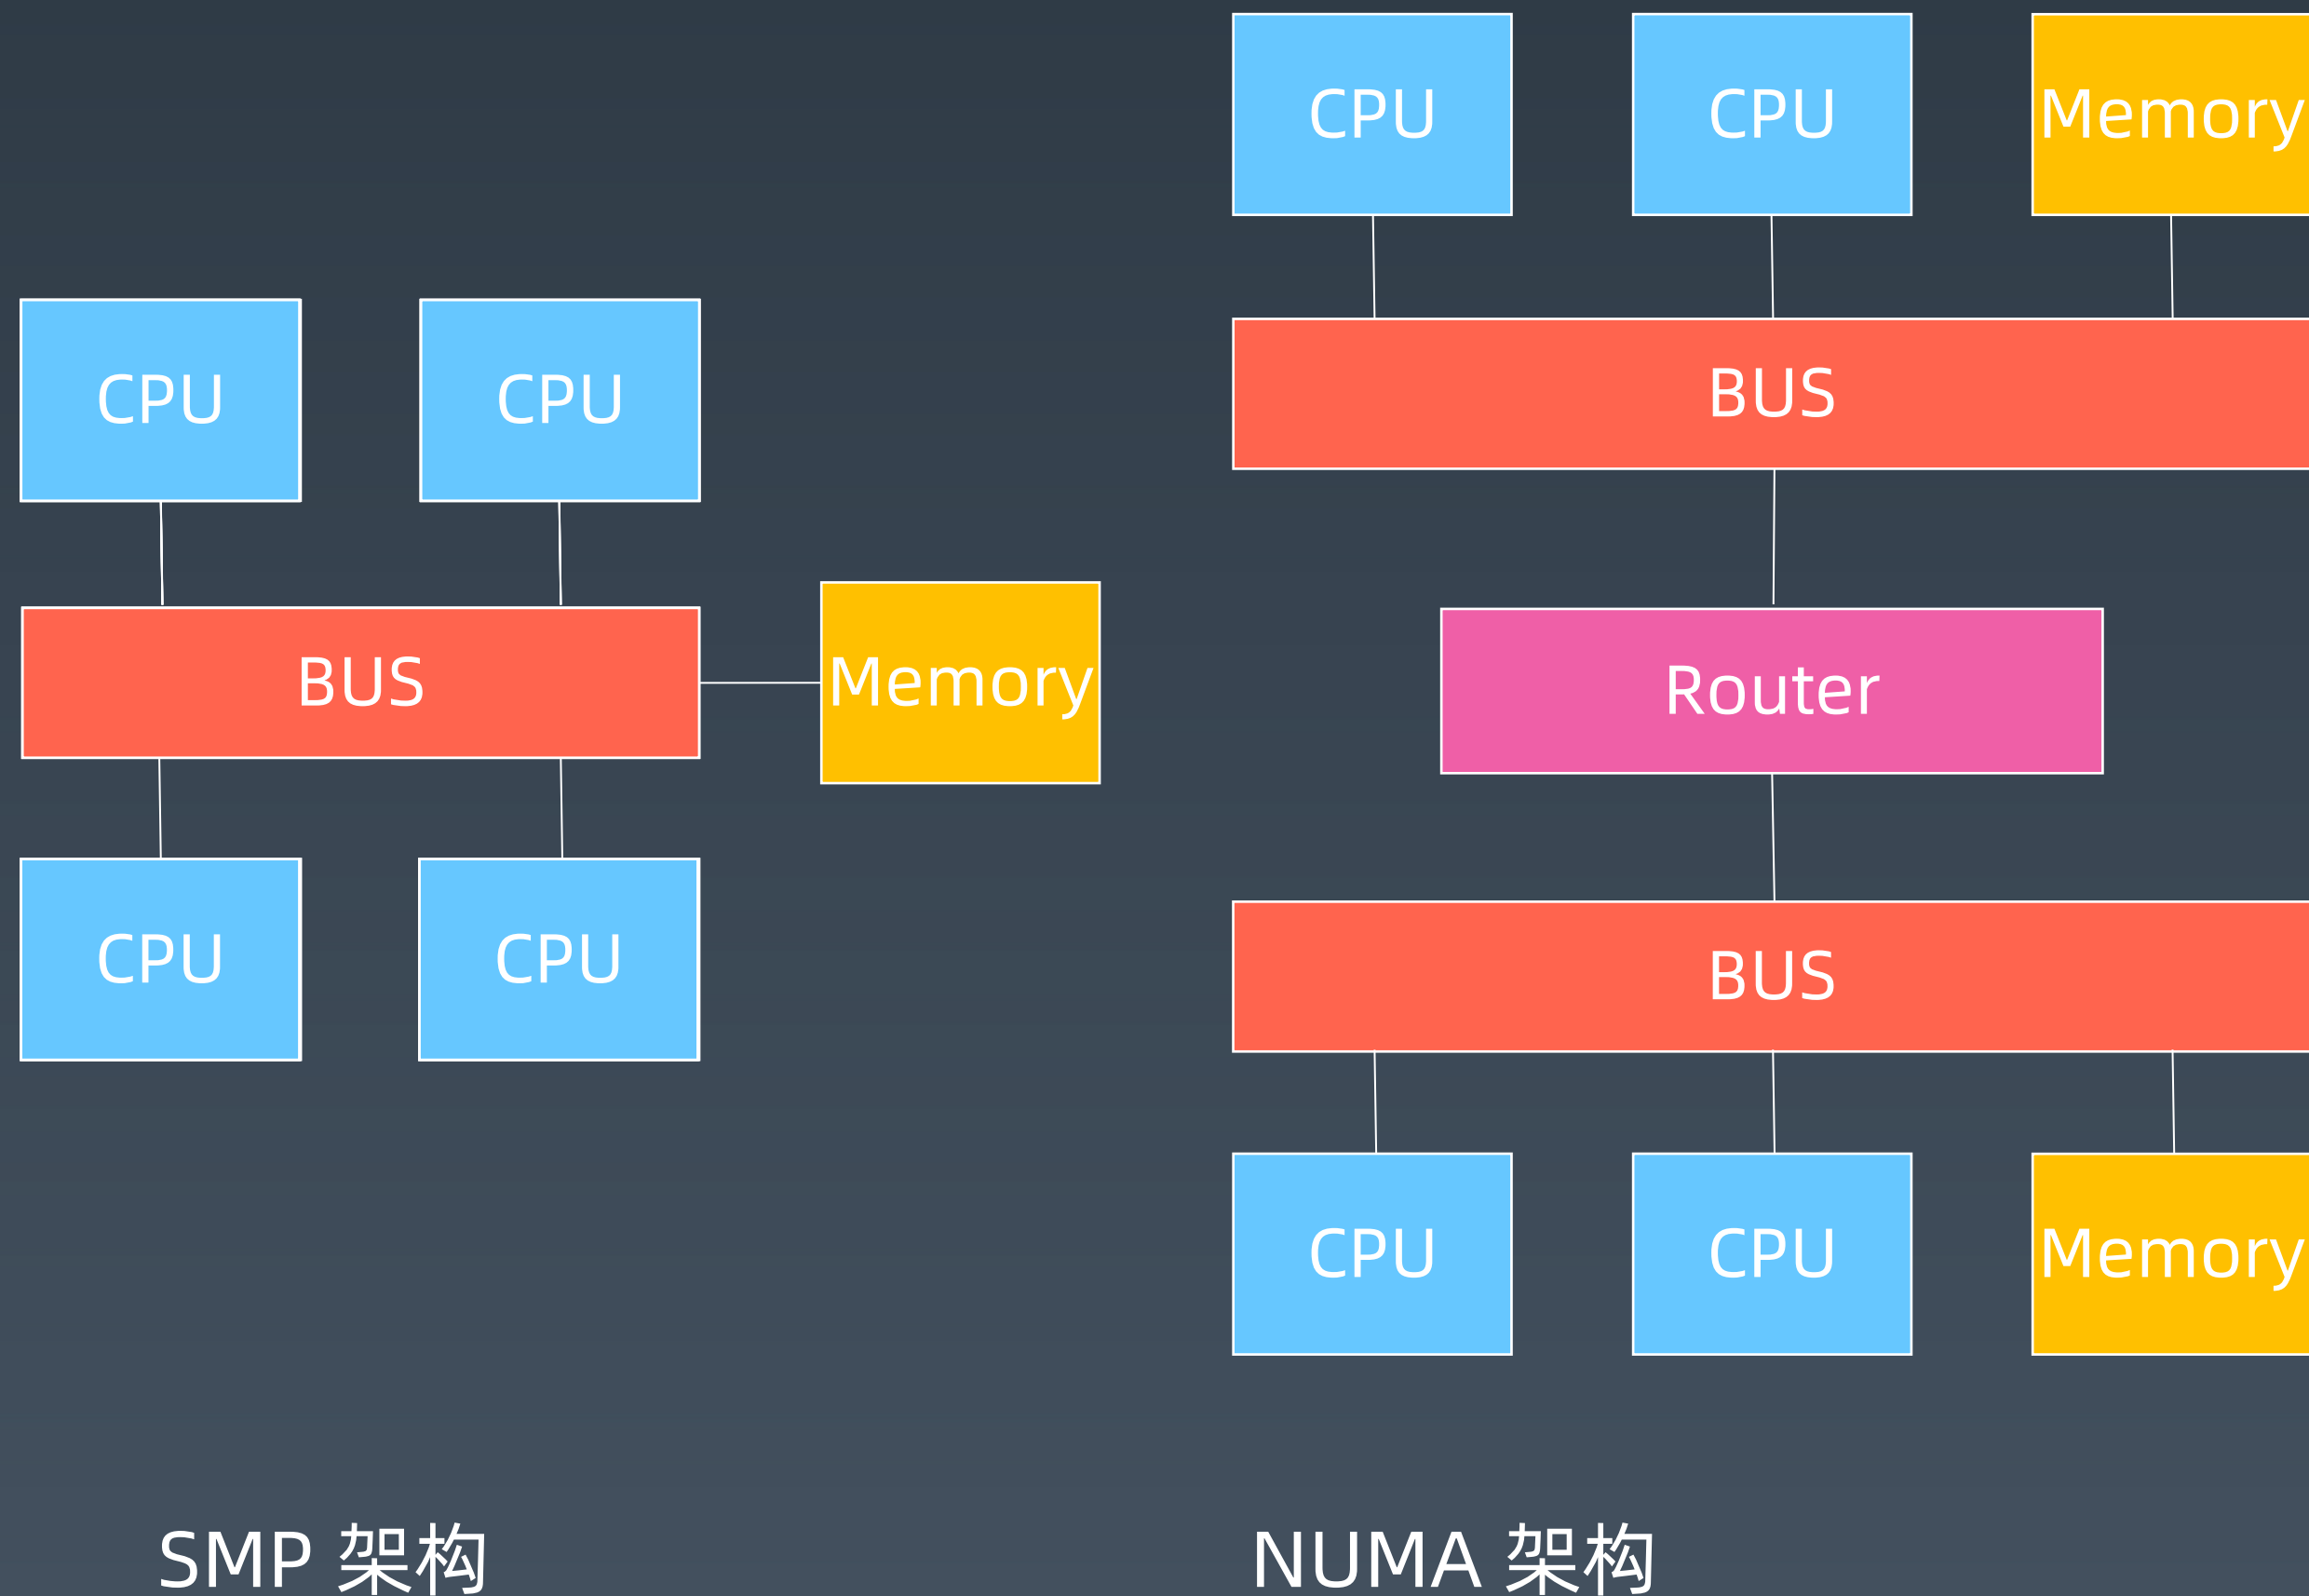 CPU CPU
BUS
Memory
CPU CPU
SMP 架构
CPU CPU Memory
BUS
Router
BUS
CPU CPU Memory
NUMA 架构